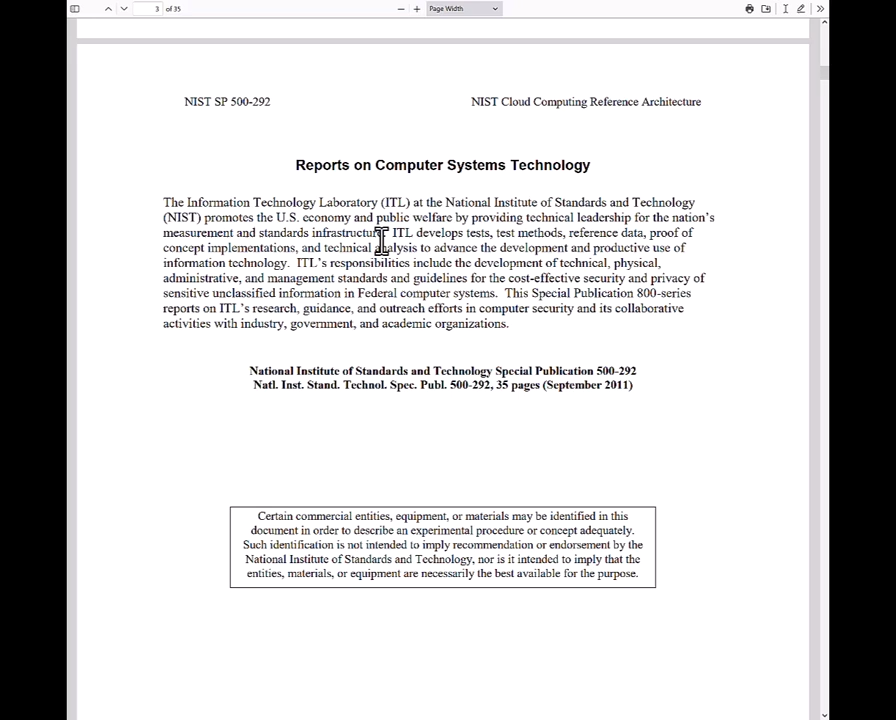 3 of 35 Page Width
NIST SP 500-292 NIST Cloud Computing Reference Architecture
Reports on Computer Systems Technology
The Information Technology Laboratory (ITL) at the National Institute of Standards and Technology
(NIST) promotes the U.S. economy and public welfare by providing technical leadership for the nation's
measurement and standards infrastructure. ITL develops tests, test methods, reference data, proof of
concept implementations, and technical analysis to advance the development and productive use of
information technology. ITL's responsibilities include the development of technical, physical,
administrative, and management standards and guidelines for the cost-effective security and privacy of
sensitive unclassified information in Federal computer systems. This Special Publication 800-series
reports on ITL's research, guidance, and outreach efforts in computer security and its collaborative
activities with industry, government, and academic organizations.
National Institute of Standards and Technology Special Publication 500-292
Natl. Inst. Stand. Technol. Spec. Publ. 500-292, 35 pages (September 2011)
Certain commercial entities, equipment, or materials may be identified in this
document in order to describe an experimental procedure or concept adequately.
Such identification is not intended to imply recommendation or endorsement by the
National Institute of Standards and Technology, nor is it intended to imply that the
entities, materials, or equipment are necessarily the best available for the purpose.